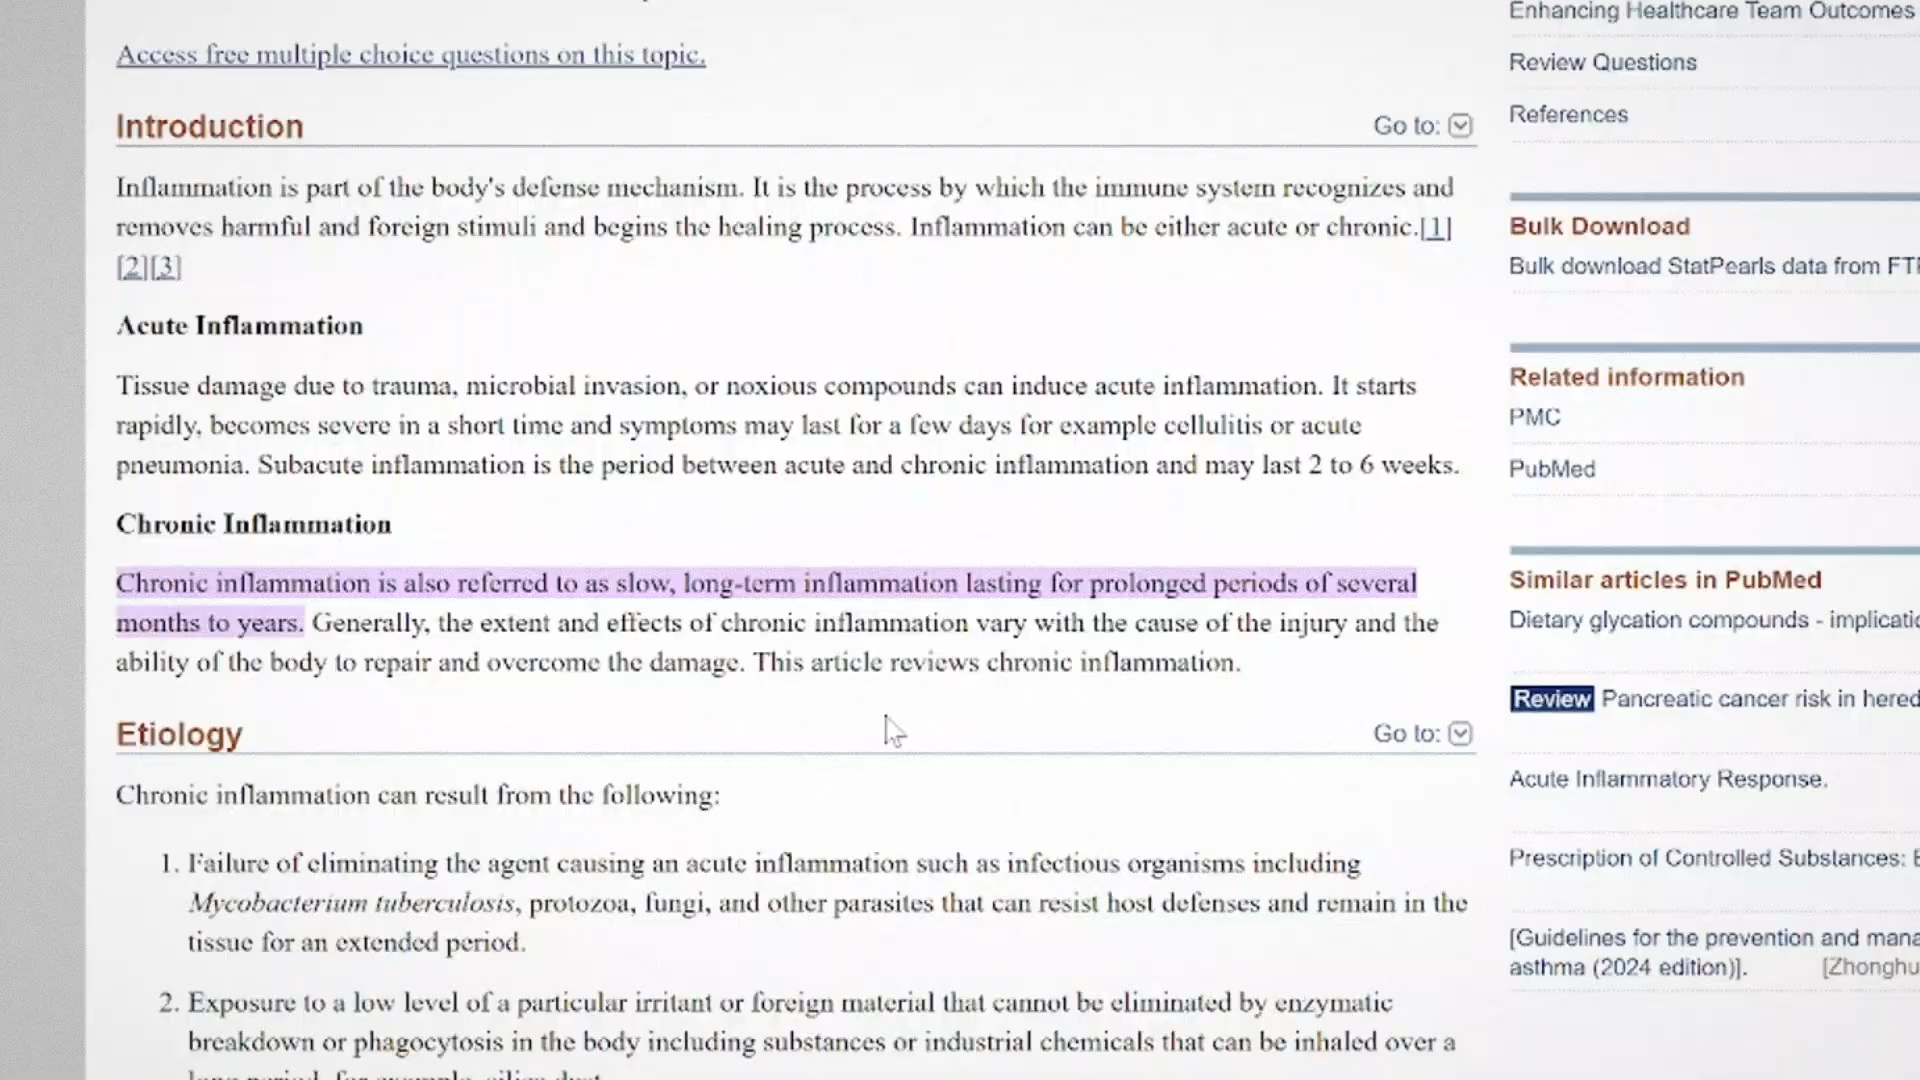 Access free multiple choice questions on this topic.
Introduction
Go to:
Inflammation is part of the body's defense mechanism. It is the process by which the immune system recognizes and
removes harmful and foreign stimuli and begins the healing process. Inflammation can be either acute or chronic.[1]
[2][3]
Acute Inflammation
Tissue damage due to trauma, microbial invasion, or noxious compounds can induce acute inflammation. It starts
rapidly, becomes severe in a short time and symptoms may last for a few days for example cellulitis or acute
pneumonia. Subacute inflammation is the period between acute and chronic inflammation and may last 2 to 6 weeks.
Chronic Inflammation
Chronic inflammation is also referred to as slow, long-term inflammation lasting for prolonged periods of several
months to years. Generally, the extent and effects of chronic inflammation vary with the cause of the injury and the
ability of the body to repair and overcome the damage. This article reviews chronic inflammation.
Etiology
Go to:
Chronic inflammation can result from the following:
1. Failure of eliminating the agent causing an acute inflammation such as infectious organisms including
Mycobacterium tuberculosis, protozoa, fungi, and other parasites that can resist host defenses and remain in the
tissue for an extended period.
2. Exposure to a low level of a particular irritant or foreign material that cannot be eliminated by enzymatic
breakdown or phagocytosis in the body including substances or industrial chemicals that can be inhaled over a
Enhancing Healthcare Team Outcomes
Review Questions
References
Bulk Download
Bulk download StatPearls data from
Related information
PMC
PubMed
Similar articles in PubMed
Dietary glycation compounds -
Review Pancreatic cancer risk in
Acute Inflammatory Response.
Prescription of Controlled Substances:
[Guidelines for the prevention and
asthma (2024 edition)].